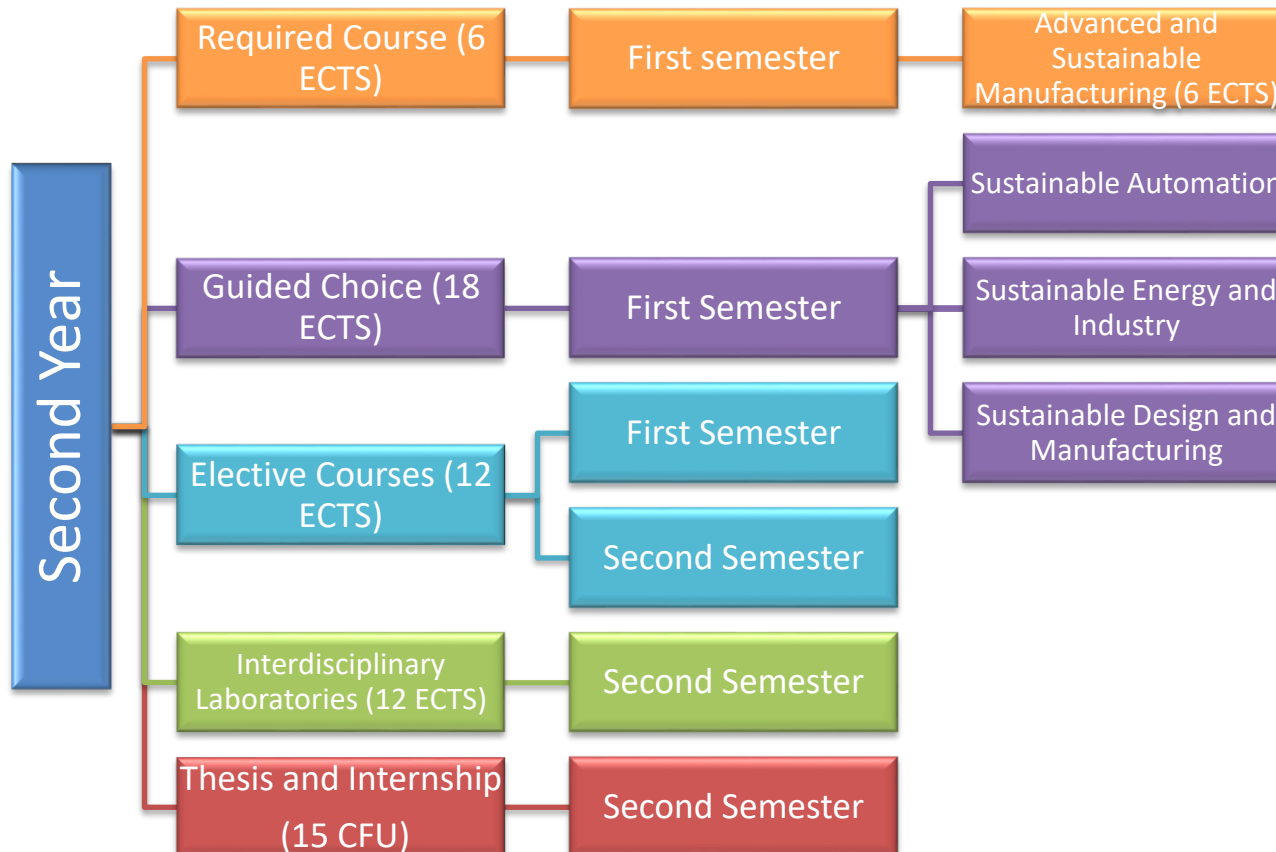 Second Year
Required Course (6
ECTS)
First semester
Advanced and
Sustainable
Manufacturing (6 ECTS)
Guided Choice (18
ECTS)
First Semester
Sustainable Automation
Sustainable Energy and
Industry
Sustainable Design and
Manufacturing
Elective Courses (12
ECTS)
First Semester
Second Semester
Interdisciplinary
Laboratories (12 ECTS)
Second Semester
Thesis and Internship
(15 CFU)
Second Semester